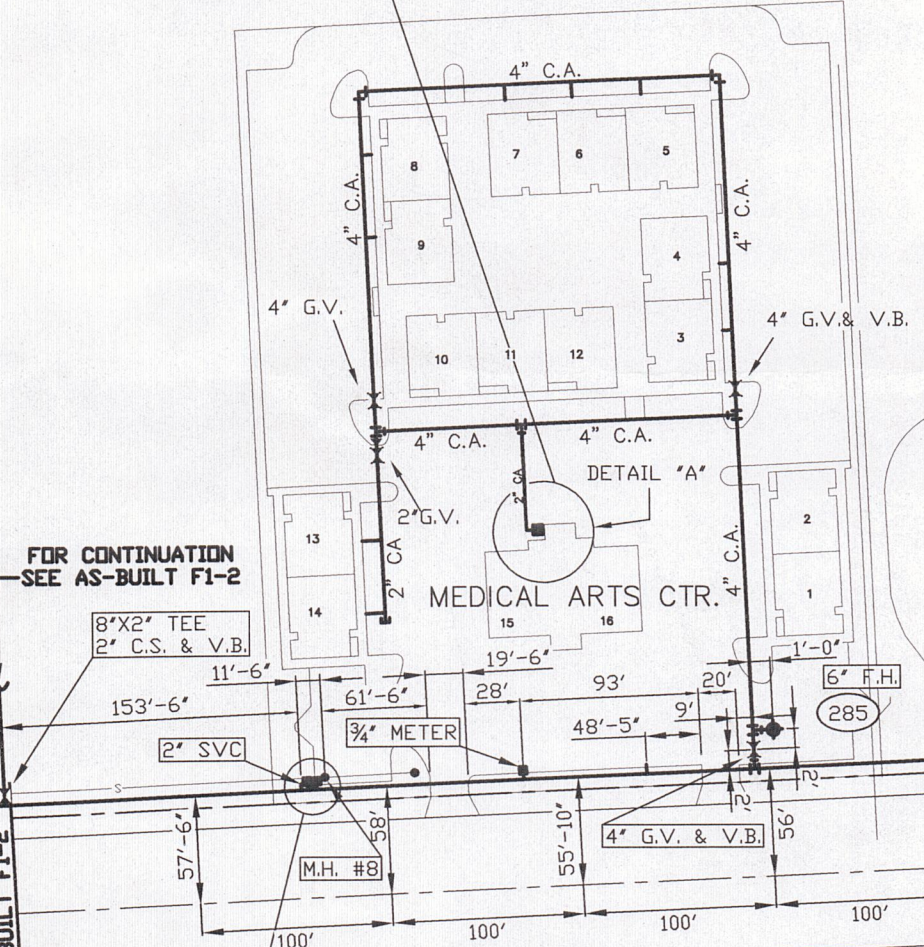 4" C.A.
8
7
6
5
4" C.A.
4" C.A.
9
4
4" G.V.
4" G.V.& V.B.
10
11
12
3
4" C.A.
4" C.A.
2" CA
DETAIL "A"
2"G.V.
13
2
FOR CONTINUATION
SEE AS-BUILT F1-2
2" CA
4" C.A.
MEDICAL ARTS CTR.
14
1
15
16
8"X2" TEE
2" C.S. & V.B.
1'-0"
11'-6"
19'-6"
6" F.H.
61'-6"
28'
93'
20'
153'-6"
9'
285
2" SVC
3/4" METER
48'-5"
S
2'
2'
57'-6"
58'
55'-10"
56'
4" G.V. & V.B.
M.H. #8
BUILT F1-2
100'
100'
100'
100'